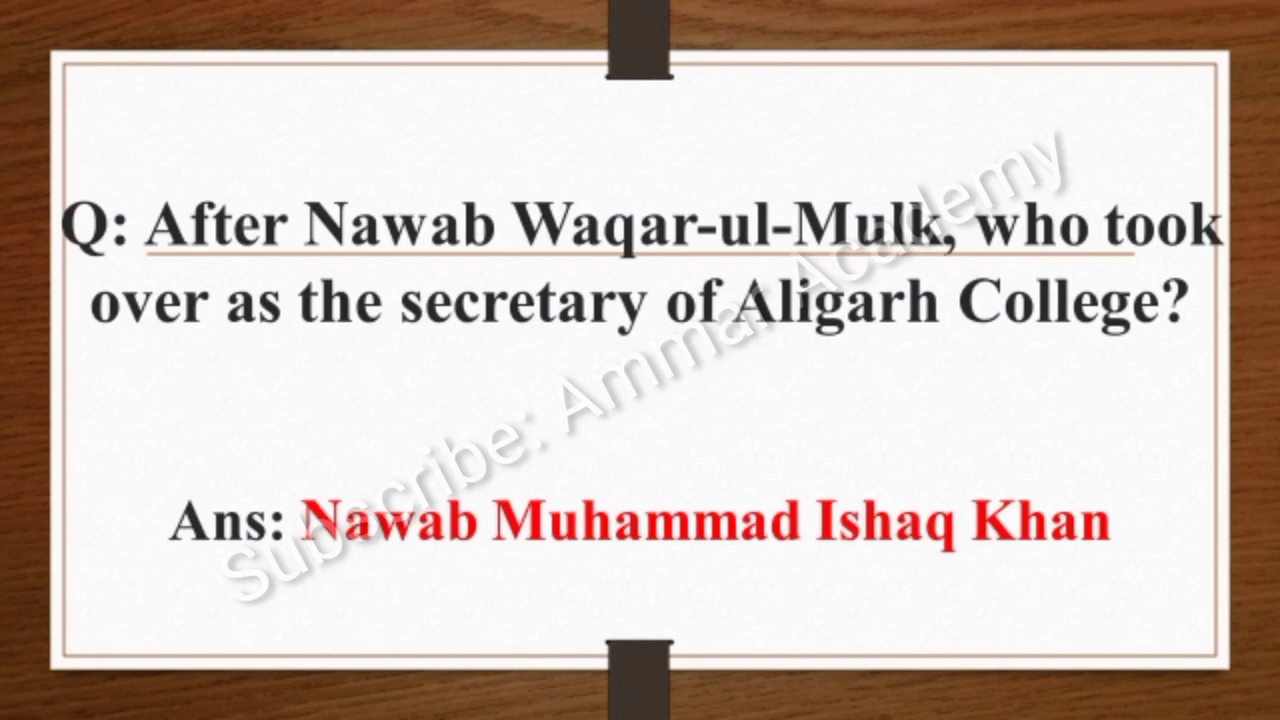 Q: After Nawab Waqar-ul-Mulk, who took
over as the secretary of Aligarh College?
Ans: Nawab Muhammad Ishaq Khan
Subscribe: Ammar Academy